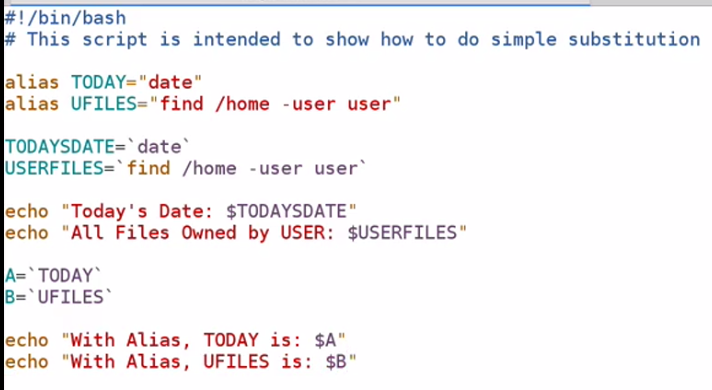 #!/bin/bash
# This script is intended to show how to do simple substitution
alias TODAY="date"
alias UFILES="find /home -user user"
TODAYSDATE=`date`
USERFILES=`find /home -user user`
echo "Today's Date: $TODAYSDATE"
echo "All Files Owned by USER: $USERFILES"
A=`TODAY`
B=`UFILES`
echo "With Alias, TODAY is: $A"
echo "With Alias, UFILES is: $B"